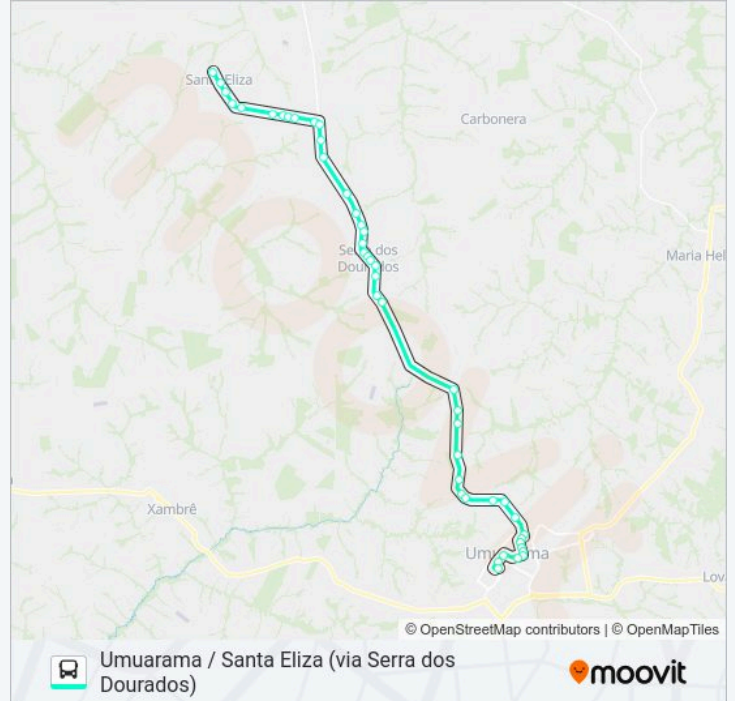 Santa Eliza
Carbonera
Serra dos
Dourados
Maria Hel
Xambrê
Umuarama
Lov
© OpenStreetMap contributors | © OpenMapTiles
Umuarama / Santa Eliza (via Serra dos
Dourados)
moovit
moovit